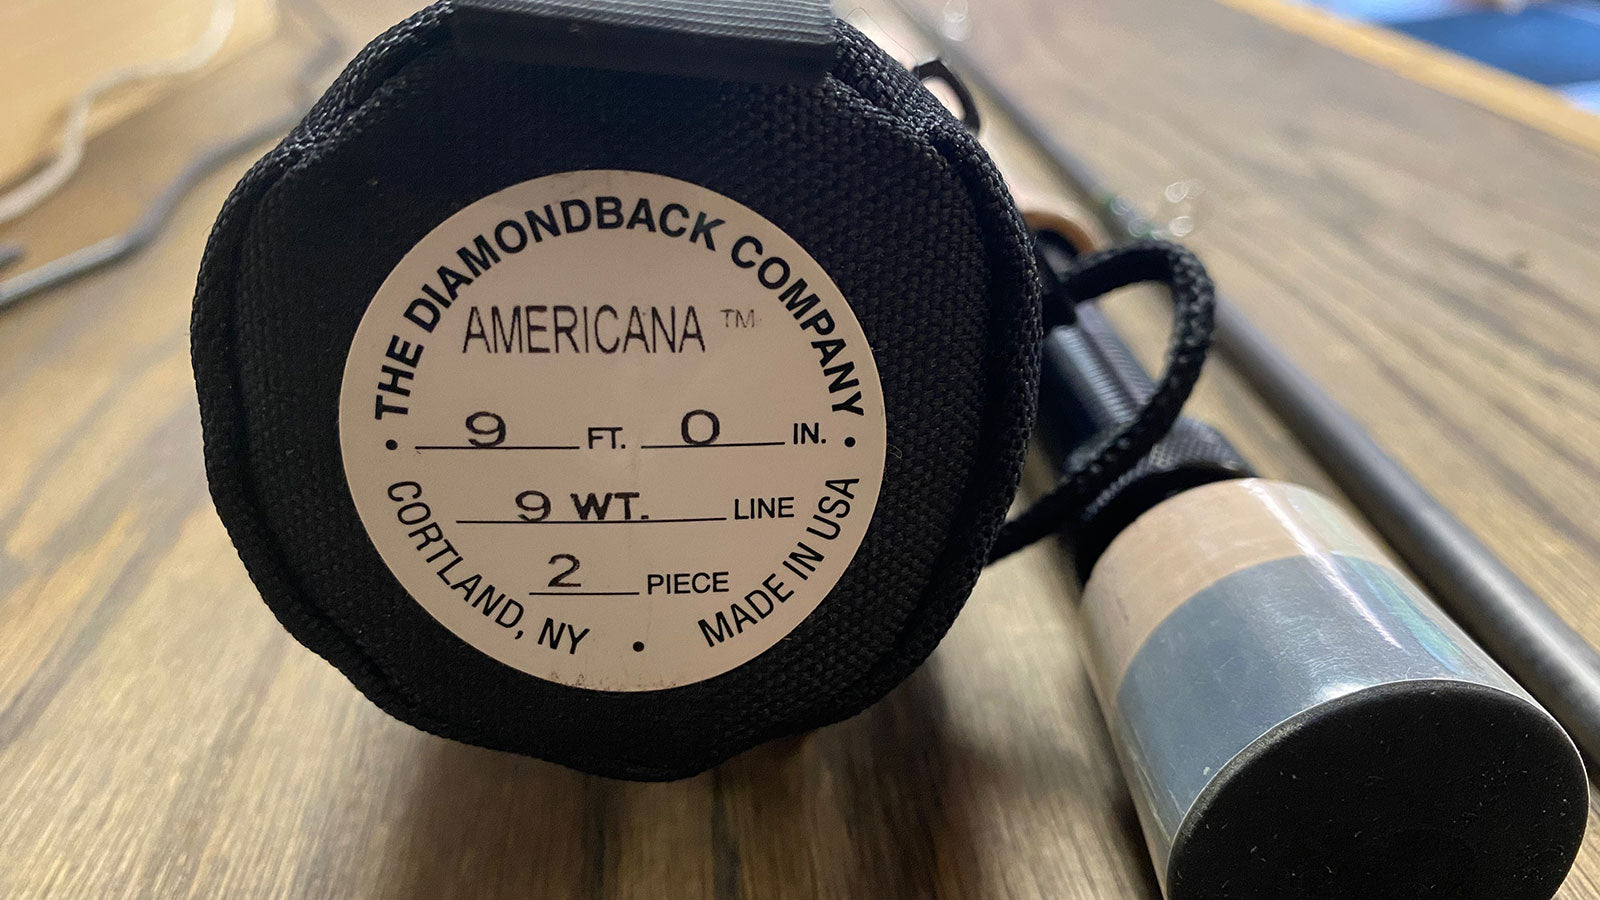 • THE DIAMONDBACK COMPANY •
AMERICANA ™
9 FT. 0 IN.
9 WT. LINE
2 PIECE
CORTLAND, NY • MADE IN USA